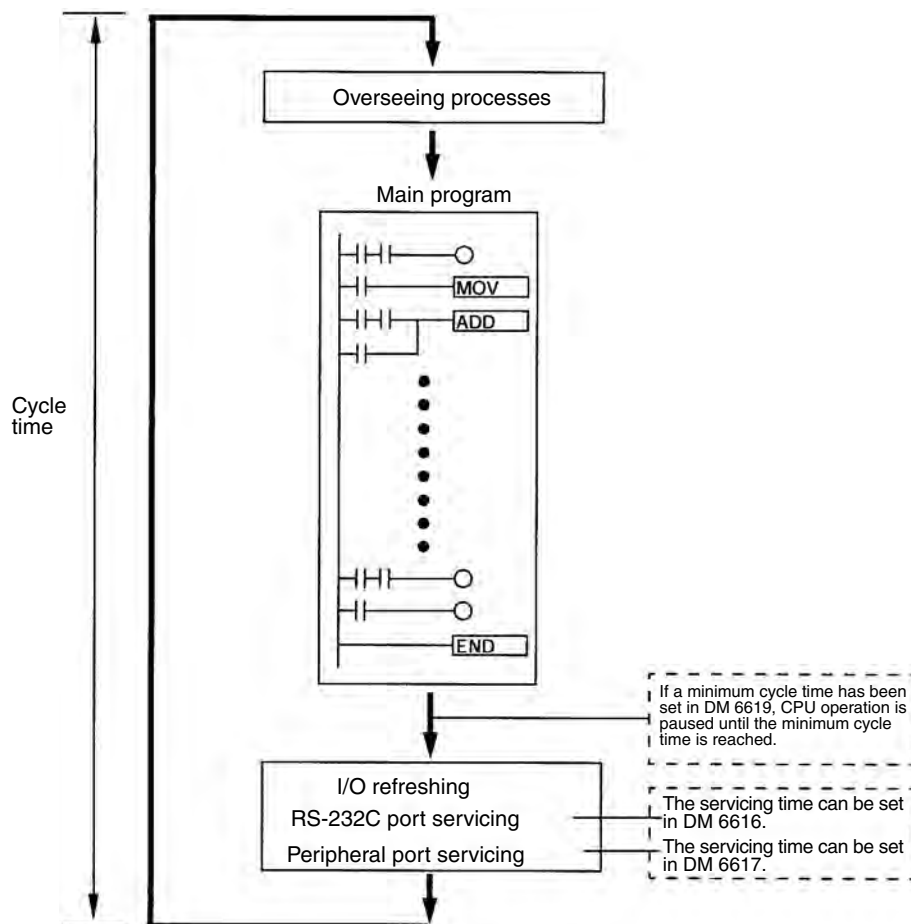 Overseeing processes
Main program
MOV
ADD
Cycle
time
END
If a minimum cycle time has been
set in DM 6619, CPU operation is
paused until the minimum cycle
time is reached.
I/O refreshing
RS-232C port servicing
Peripheral port servicing
The servicing time can be set
in DM 6616.
The servicing time can be set
in DM 6617.